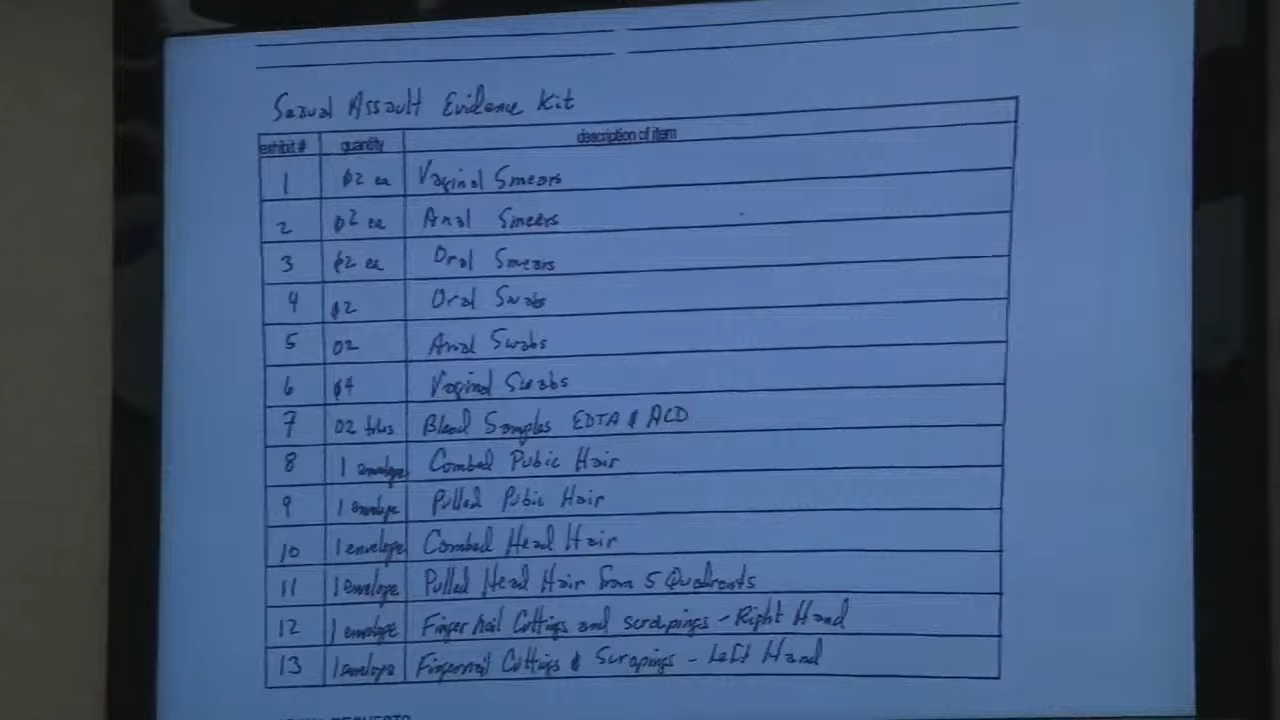 Sexual Assault Evidence Kit
exhibit # quantity description of item
1 02 ea Vaginal Smears
2 02 ea Anal Smears
3 02 ea Oral Smears
4 02 Oral Swabs
5 02 Anal Swabs
6 04 Vaginal Swabs
7 02 tubes Blood Samples EDTA & ACD
8 1 envelope Combed Pubic Hair
9 1 envelope Pulled Pubic Hair
10 1 envelope Combed Head Hair
11 1 envelope Pulled Head Hair from 5 Quadrants
12 1 envelope Fingernail Cuttings and scrapings - Right Hand
13 1 envelope Fingernail Cuttings & Scrapings - Left Hand